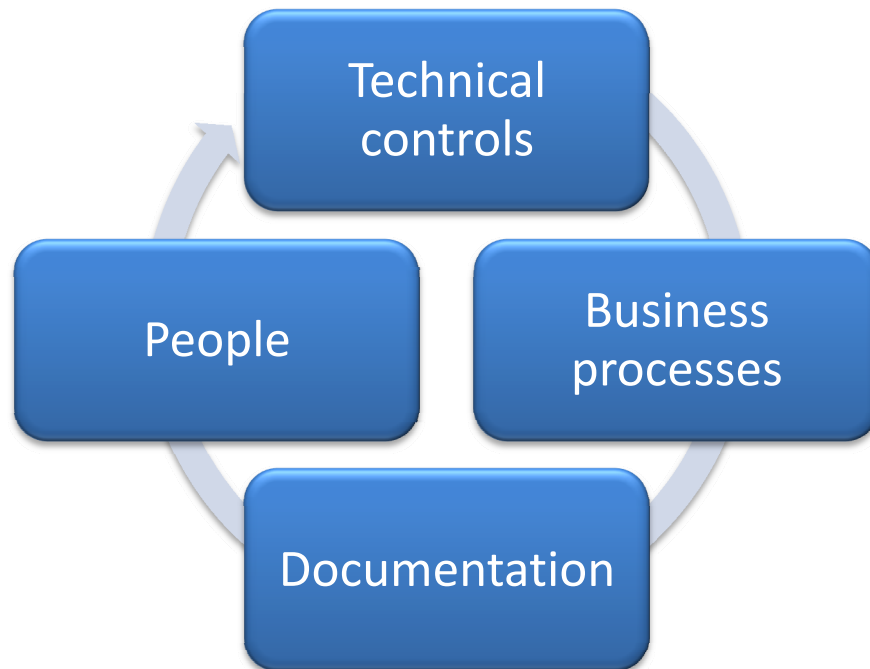 Technical
controls
People
Business
processes
Documentation